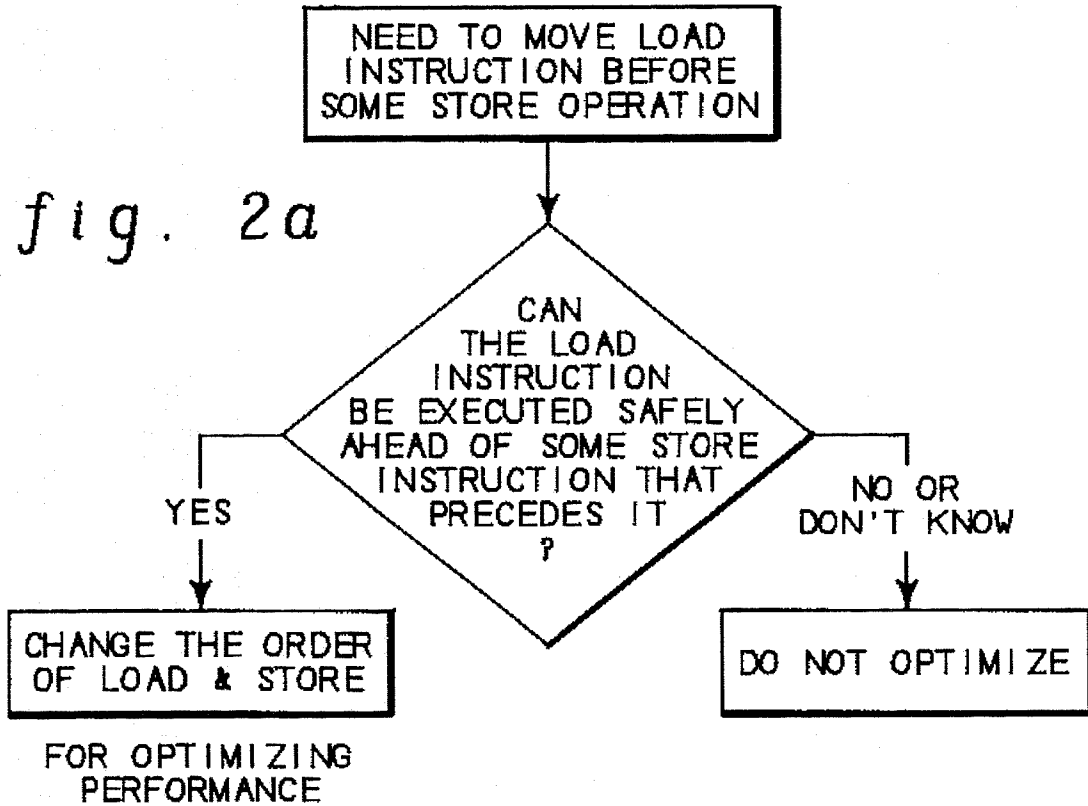 NEED TO MOVE LOAD
INSTRUCTION BEFORE
SOME STORE OPERATION
fig. 2a
CAN
THE LOAD
INSTRUCTION
BE EXECUTED SAFELY
AHEAD OF SOME STORE
INSTRUCTION THAT
PRECEDES IT
?
YES
NO OR
DON'T KNOW
CHANGE THE ORDER
OF LOAD & STORE
DO NOT OPTIMIZE
FOR OPTIMIZING
PERFORMANCE